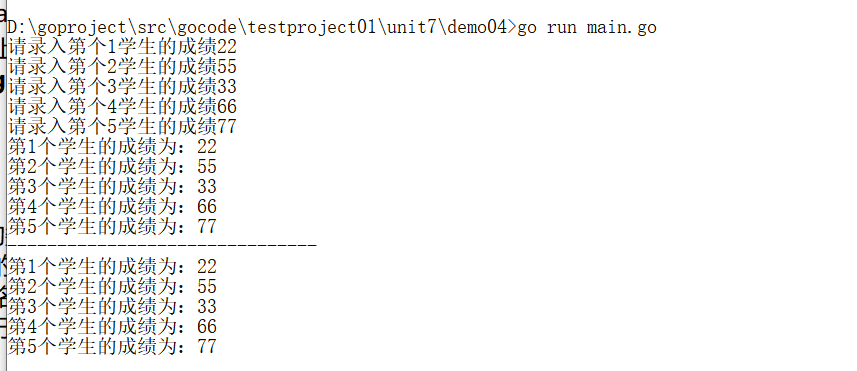 D:\goproject\src\gocode\testproject01\unit7\demo04>go run main.go
请录入第个1学生的成绩22
请录入第个2学生的成绩55
请录入第个3学生的成绩33
请录入第个4学生的成绩66
请录入第个5学生的成绩77
第1个学生的成绩为：22
第2个学生的成绩为：55
第3个学生的成绩为：33
第4个学生的成绩为：66
第5个学生的成绩为：77
-------------------------------
第1个学生的成绩为：22
第2个学生的成绩为：55
第3个学生的成绩为：33
第4个学生的成绩为：66
第5个学生的成绩为：77